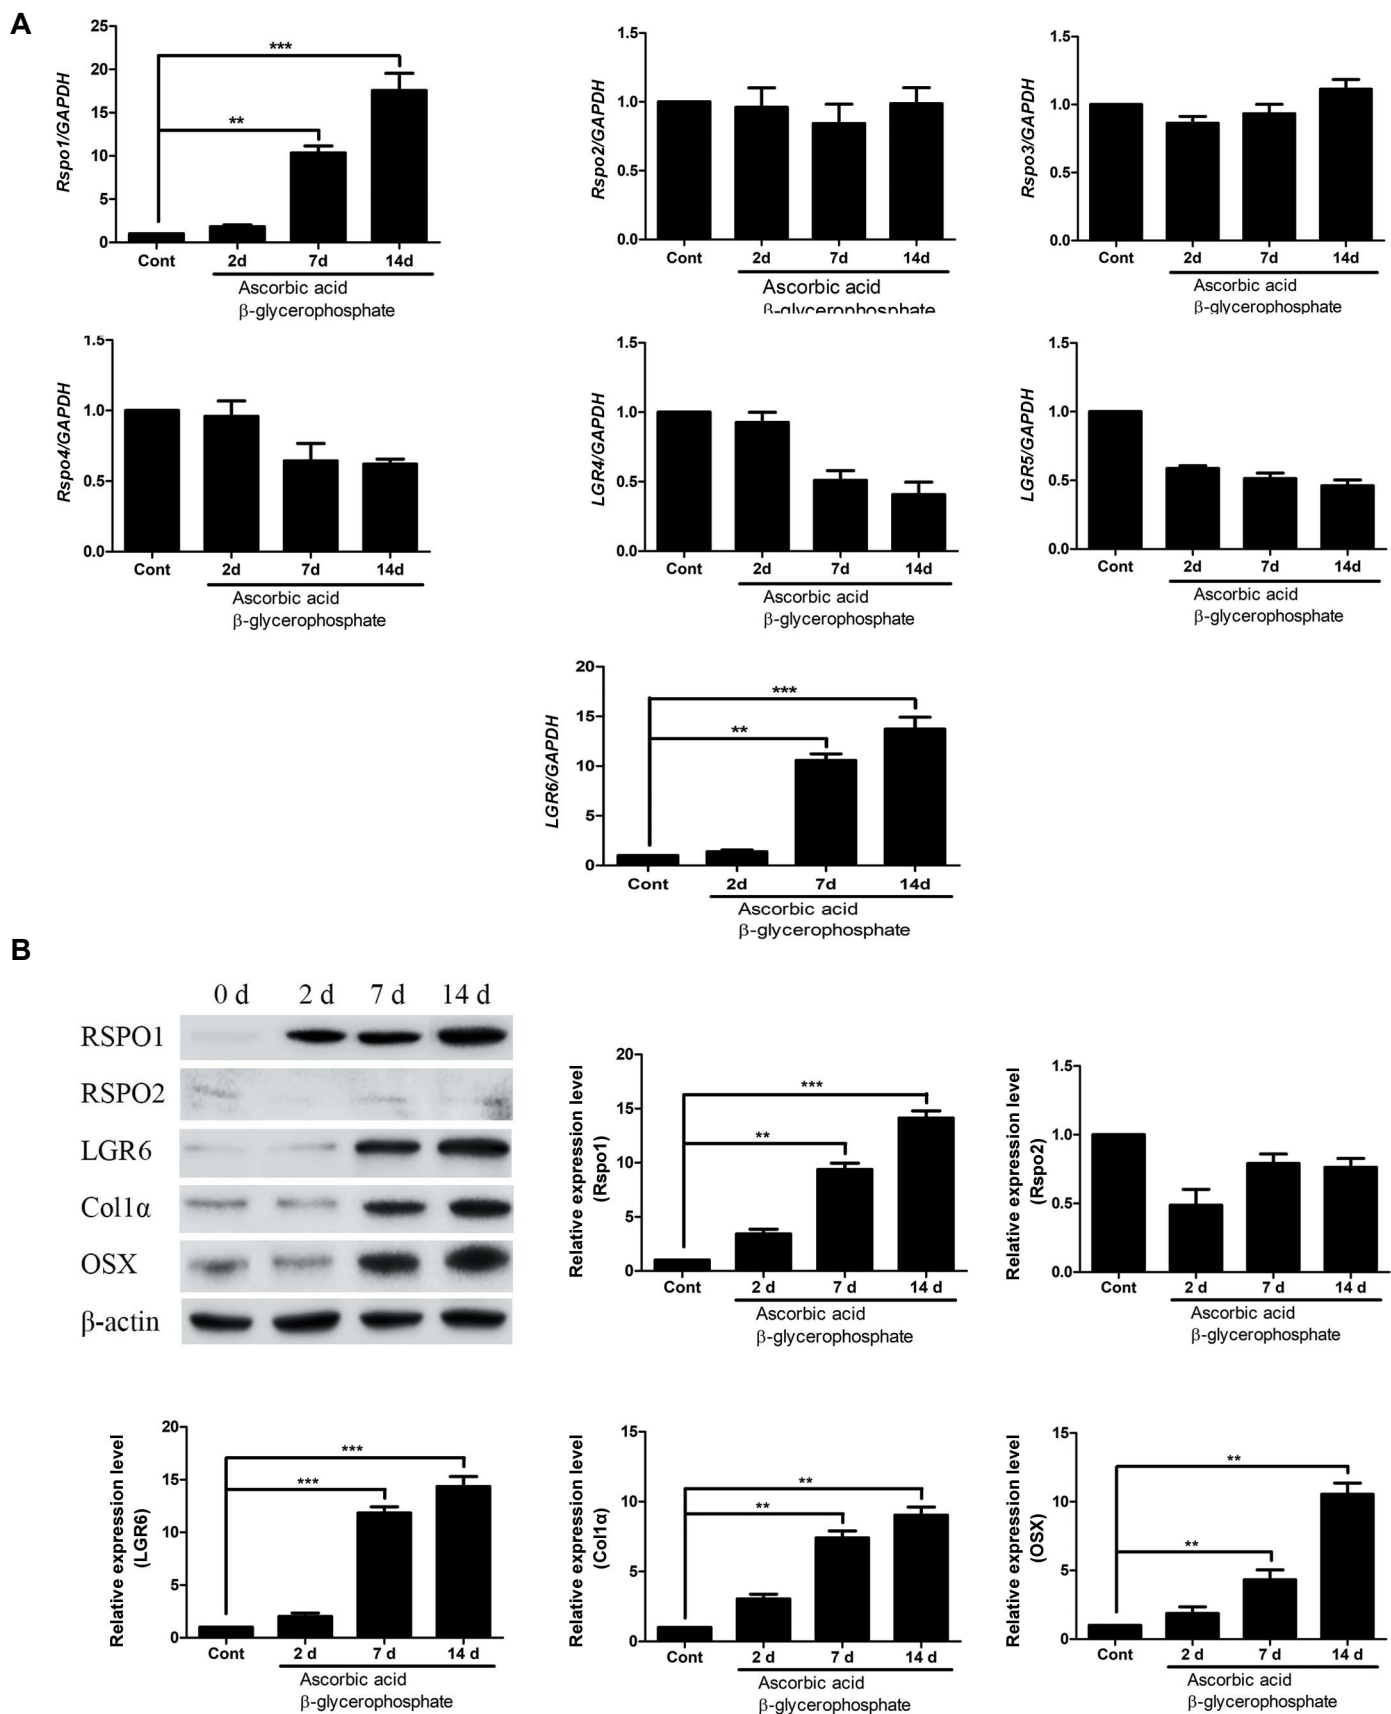 A
Rspo1/GAPDH
25
20
15
10
5
0
***
**
Cont 2d 7d 14d
Ascorbic acid
β-glycerophosphate
Rspo2/GAPDH
1.5
1.0
0.5
0.0
Cont 2d 7d 14d
Ascorbic acid
β-glycerophosphate
Rspo3/GAPDH
1.5
1.0
0.5
0.0
Cont 2d 7d 14d
Ascorbic acid
β-glycerophosphate
Rspo4/GAPDH
1.5
1.0
0.5
0.0
Cont 2d 7d 14d
Ascorbic acid
β-glycerophosphate
LGR4/GAPDH
1.5
1.0
0.5
0.0
Cont 2d 7d 14d
Ascorbic acid
β-glycerophosphate
LGR5/GAPDH
1.5
1.0
0.5
0.0
Cont 2d 7d 14d
Ascorbic acid
β-glycerophosphate
LGR6/GAPDH
20
15
10
5
0
***
**
Cont 2d 7d 14d
Ascorbic acid
β-glycerophosphate
B
0 d 2 d 7 d 14 d
RSPO1
RSPO2
LGR6
Col1α
OSX
β-actin
Relative expression level
(Rspo1)
20
15
10
5
0
***
**
Cont 2 d 7 d 14 d
Ascorbic acid
β-glycerophosphate
Relative expression level
(Rspo2)
1.5
1.0
0.5
0.0
Cont 2 d 7 d 14 d
Ascorbic acid
β-glycerophosphate
Relative expression level
(LGR6)
20
15
10
5
0
***
***
Cont 2 d 7 d 14 d
Ascorbic acid
β-glycerophosphate
Relative expression level
(Col1α)
15
10
5
0
**
**
Cont 2 d 7 d 14 d
Ascorbic acid
β-glycerophosphate
Relative expression level
(OSX)
15
10
5
0
**
**
Cont 2 d 7 d 14 d
Ascorbic acid
β-glycerophosphate